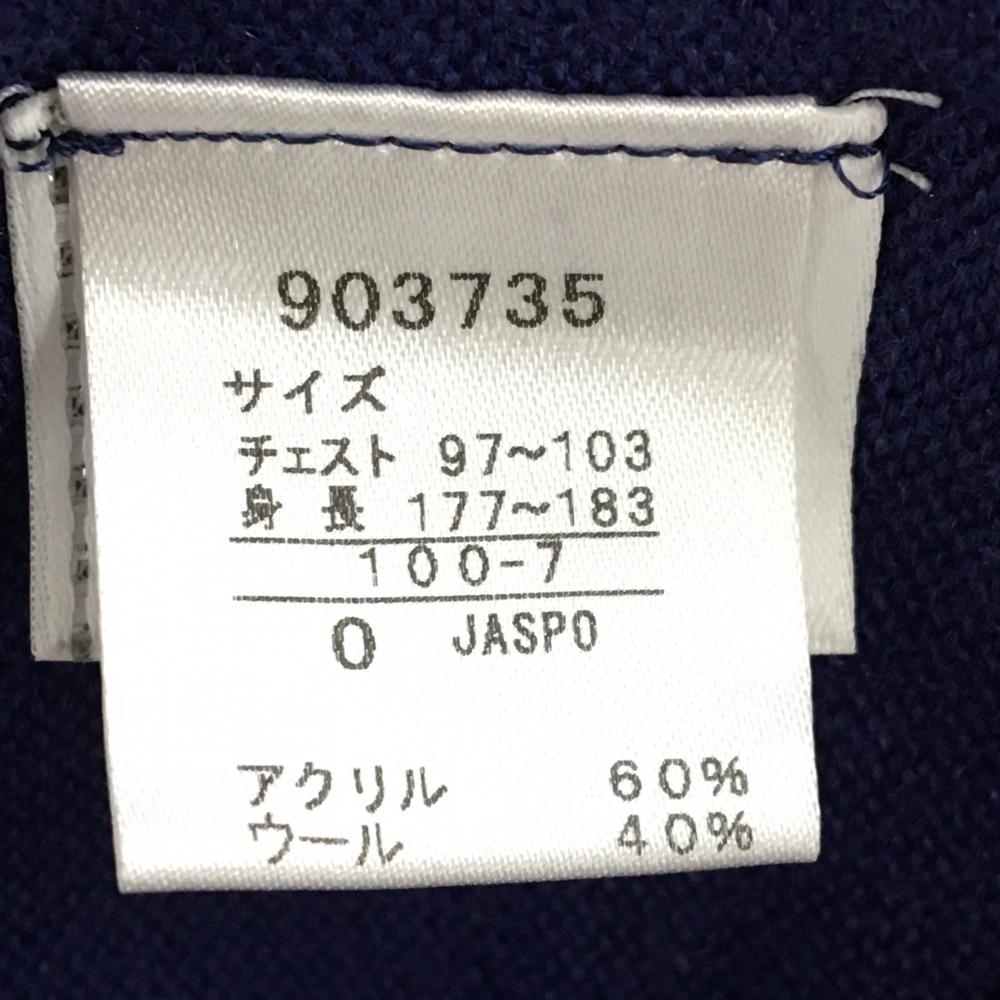 903735
サイズ
チェスト 97〜103
身 長 177〜183
100-7
O JASPO
アクリル 60%
ウール 40%